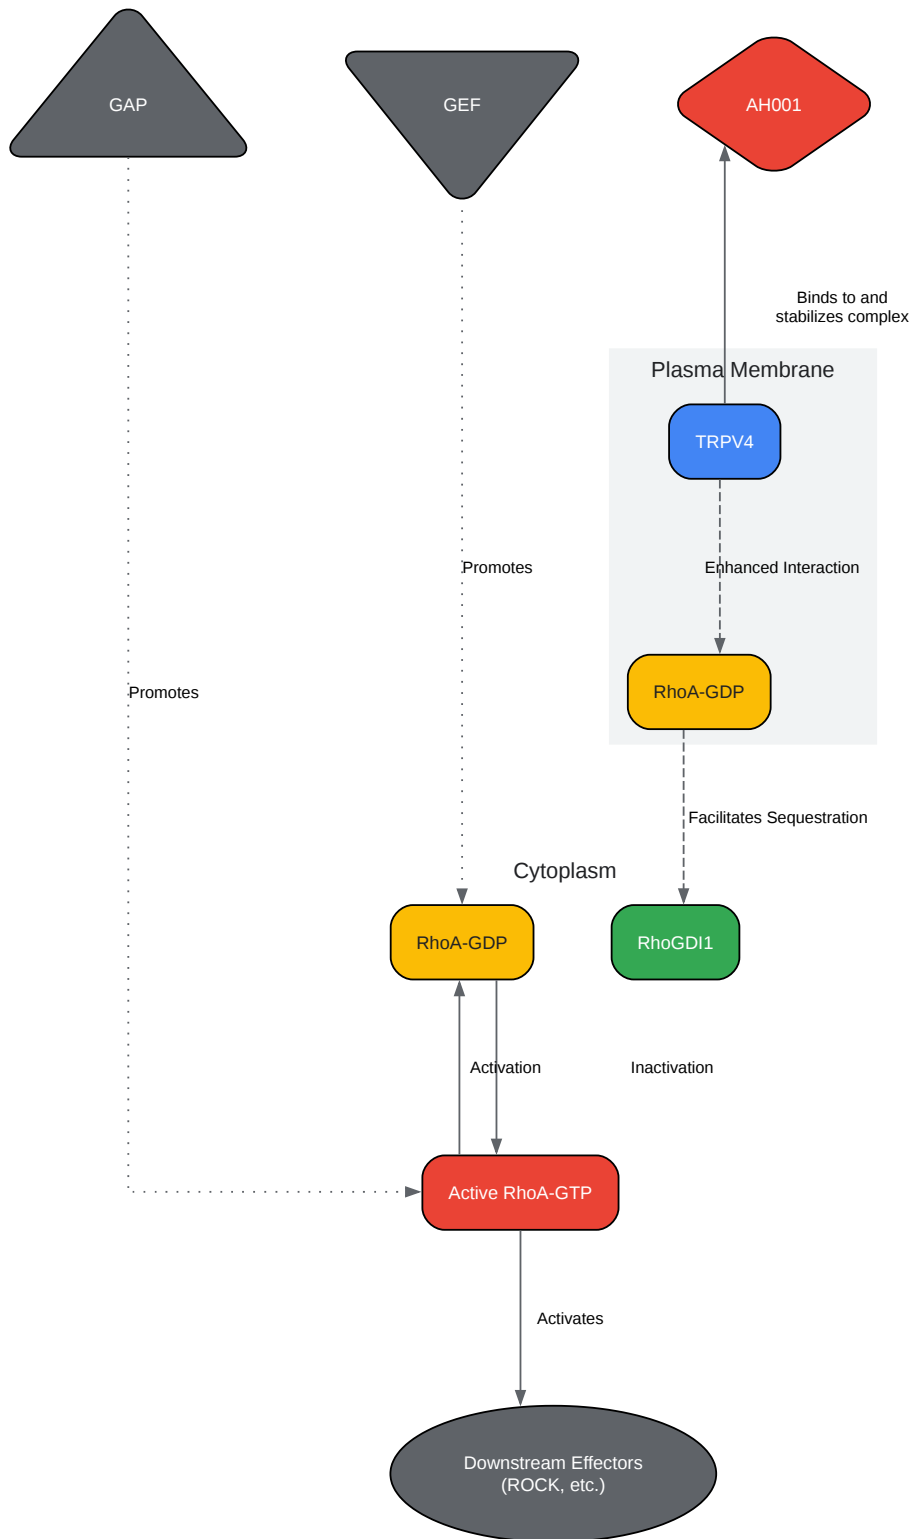 GAP
GEF
AH001
Binds to and
stabilizes complex
Plasma Membrane
TRPV4
Promotes
Enhanced Interaction
Promotes
RhoA-GDP
Facilitates Sequestration
Cytoplasm
RhoA-GDP
RhoGDI1
Activation
Inactivation
Active RhoA-GTP
Activates
Downstream Effectors
(ROCK, etc.)